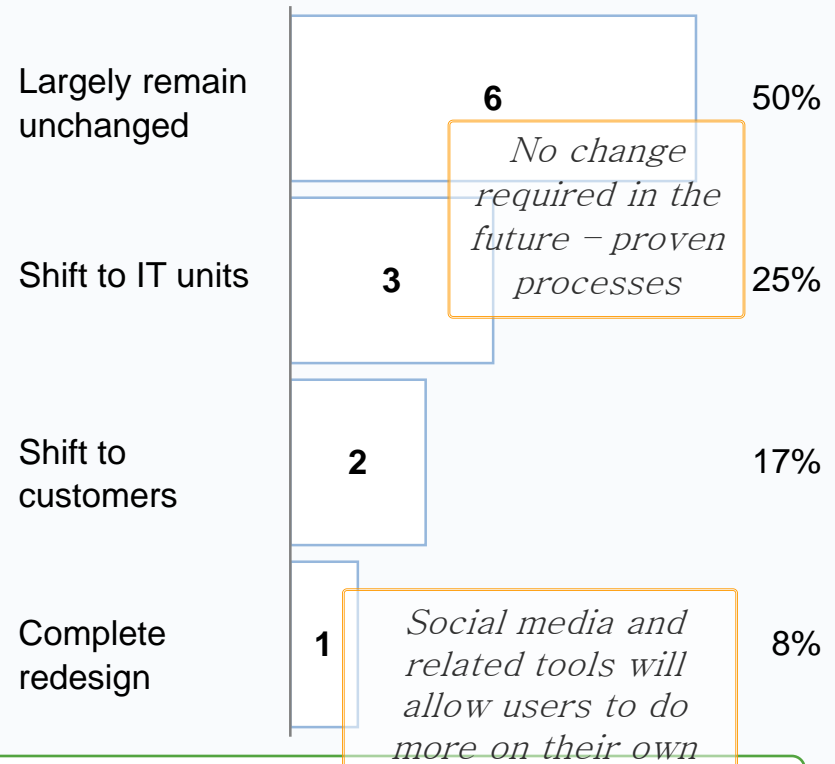 Largely remain
unchanged
6
50%
No change
required in the
future – proven
processes
Shift to IT units
3
25%
Shift to
customers
2
17%
Complete
redesign
1
8%
Social media and
related tools will
allow users to do
more on their own